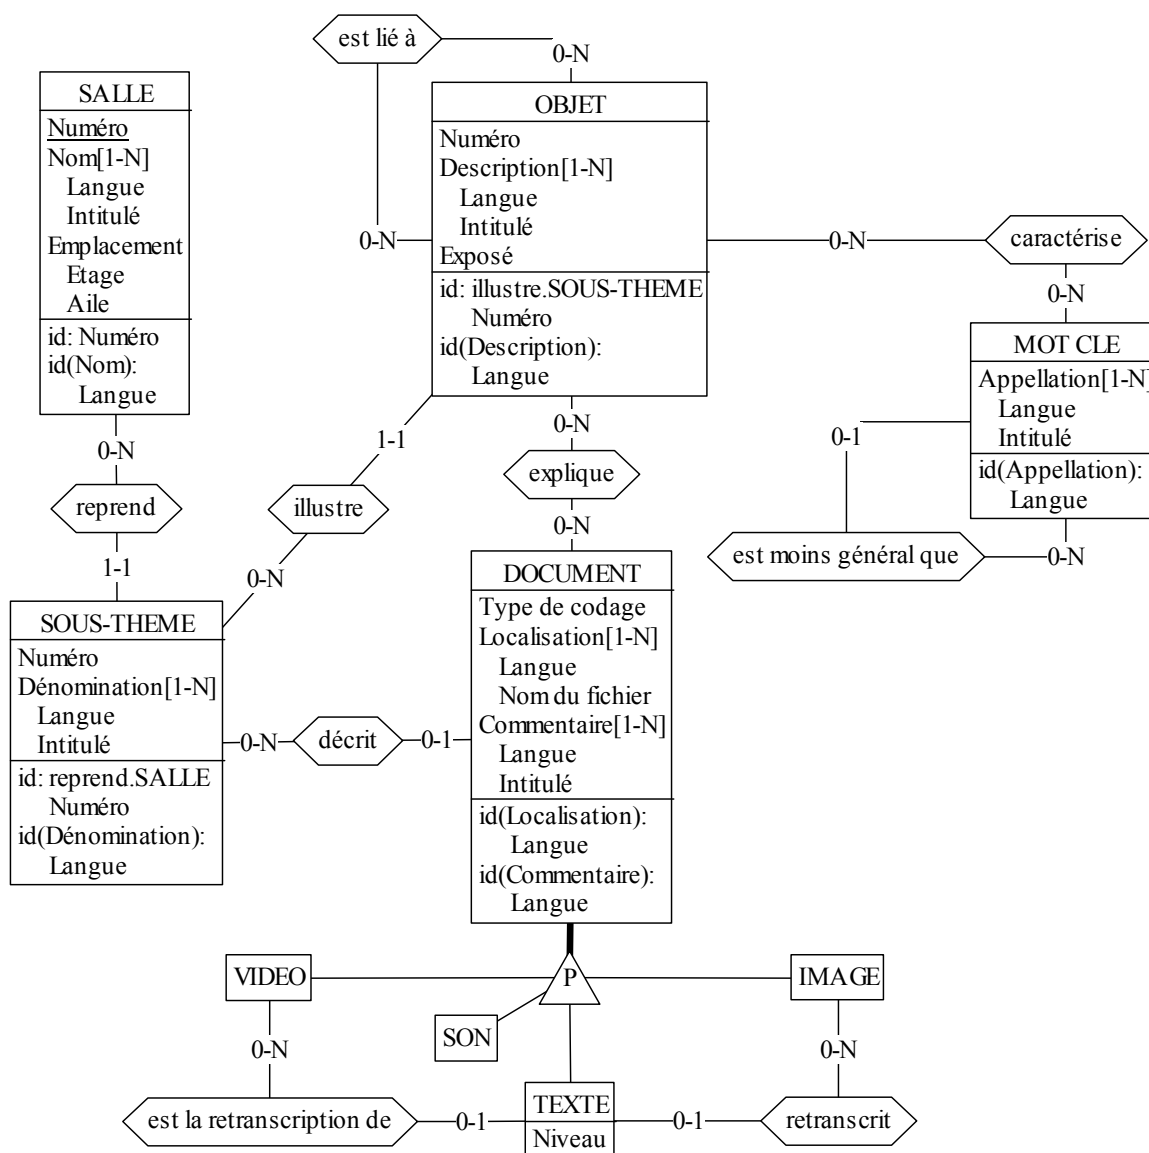 est lié à
0-N
0-N
SALLE
Numéro
Nom[1-N]
Langue
Intitulé
Emplacement
Etage
Aile
id: Numéro
id(Nom):
Langue
OBJET
Numéro
Description[1-N]
Langue
Intitulé
Exposé
id: illustre.SOUS-THEME
Numéro
id(Description):
Langue
0-N
caractérise
0-N
MOT CLE
Appellation[1-N]
Langue
Intitulé
id(Appellation):
Langue
0-1
est moins général que
0-N
0-N
reprend
1-1
1-1
illustre
0-N
0-N
explique
0-N
SOUS-THEME
Numéro
Dénomination[1-N]
Langue
Intitulé
id: reprend.SALLE
Numéro
id(Dénomination):
Langue
0-N
décrit
0-1
DOCUMENT
Type de codage
Localisation[1-N]
Langue
Nom du fichier
Commentaire[1-N]
Langue
Intitulé
id(Localisation):
Langue
id(Commentaire):
Langue
VIDEO
P
IMAGE
SON
0-N
0-N
est la retranscription de
0-1
TEXTE
Niveau
0-1
retranscrit